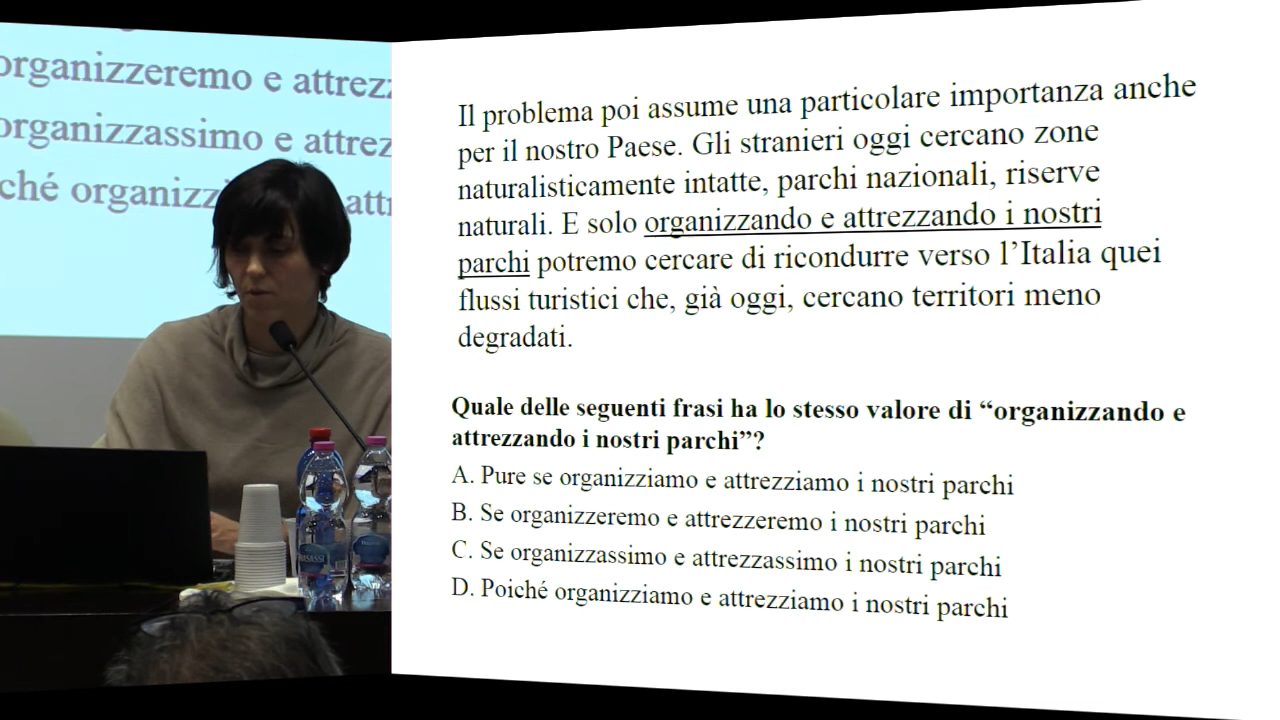 organizzeremo e attrezz
organizzassimo e attrez
ché organizz attr
Il problema poi assume una particolare importanza anche
per il nostro Paese. Gli stranieri oggi cercano zone
naturalisticamente intatte, parchi nazionali, riserve
naturali. E solo organizzando e attrezzando i nostri
parchi potremo cercare di ricondurre verso l’Italia quei
flussi turistici che, già oggi, cercano territori meno
degradati.
Quale delle seguenti frasi ha lo stesso valore di “organizzando e
attrezzando i nostri parchi”?
A. Pure se organizziamo e attrezziamo i nostri parchi
B. Se organizzeremo e attrezzeremo i nostri parchi
C. Se organizzassimo e attrezzassimo i nostri parchi
D. Poiché organizziamo e attrezziamo i nostri parchi